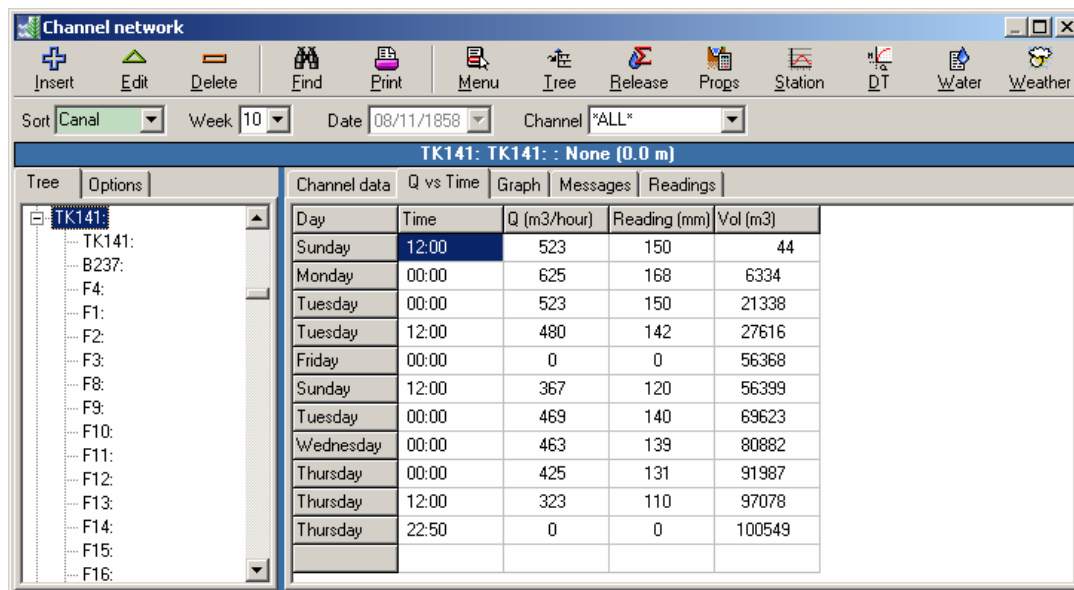 Channel network
Insert Edit Delete Find Print Menu Tree Release Props Station DT Water Weather
Sort Canal Week 10 Date 08/11/1858 Channel *ALL*
TK141: TK141: : None (0.0 m)
Tree Options
TK141:
TK141:
B237:
F4:
F1:
F2:
F3:
F8:
F9:
F10:
F11:
F12:
F13:
F14:
F15:
F16:
Channel data Q vs Time Graph Messages Readings
Day Time Q (m3/hour) Reading (mm) Vol (m3)
Sunday 12:00 523 150 44
Monday 00:00 625 168 6334
Tuesday 00:00 523 150 21338
Tuesday 12:00 480 142 27616
Friday 00:00 0 0 56368
Sunday 12:00 367 120 56399
Tuesday 00:00 469 140 69623
Wednesday 00:00 463 139 80882
Thursday 00:00 425 131 91987
Thursday 12:00 323 110 97078
Thursday 22:50 0 0 100549